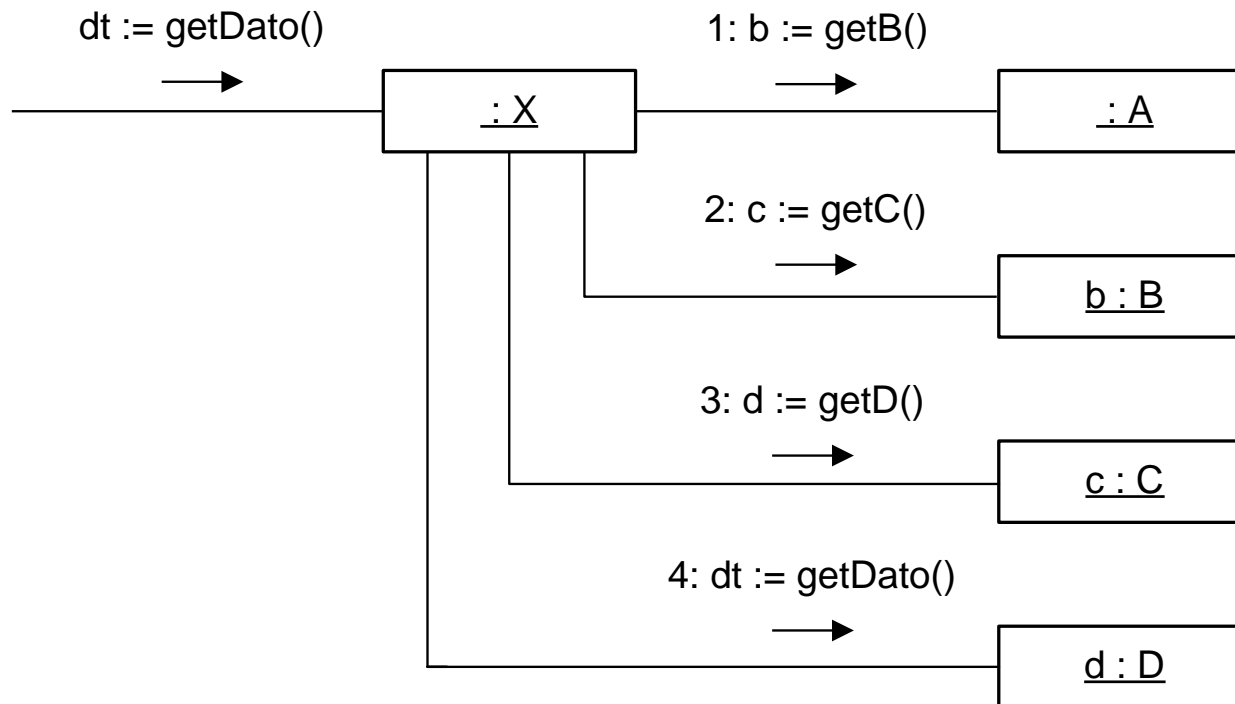 dt := getDato()
1: b := getB()
: X
: A
2: c := getC()
b : B
3: d := getD()
c : C
4: dt := getDato()
d : D